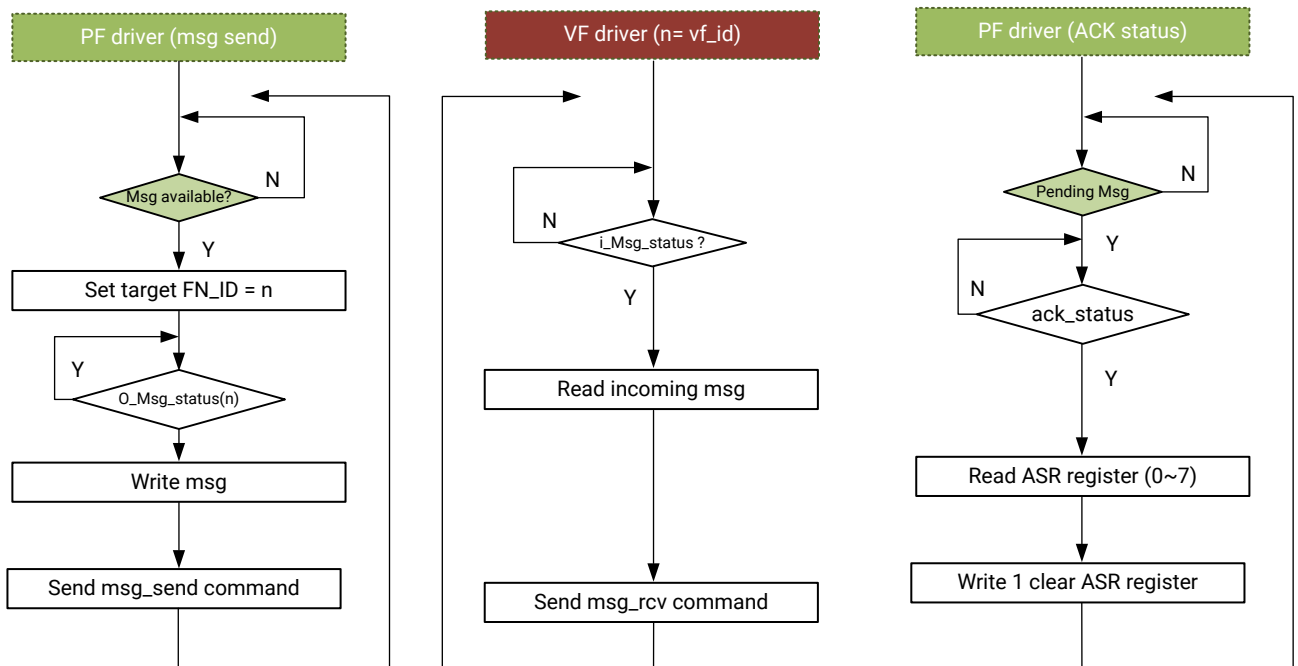 PF driver (msg send)
Msg available?
N
Y
Set target FN_ID = n
Y
O_Msg_status(n)
Write msg
Send msg_send command
VF driver (n= vf_id)
i_Msg_status ?
N
Y
Read incoming msg
Send msg_rcv command
PF driver (ACK status)
Pending Msg
N
Y
N
ack_status
Y
Read ASR register (0~7)
Write 1 clear ASR register